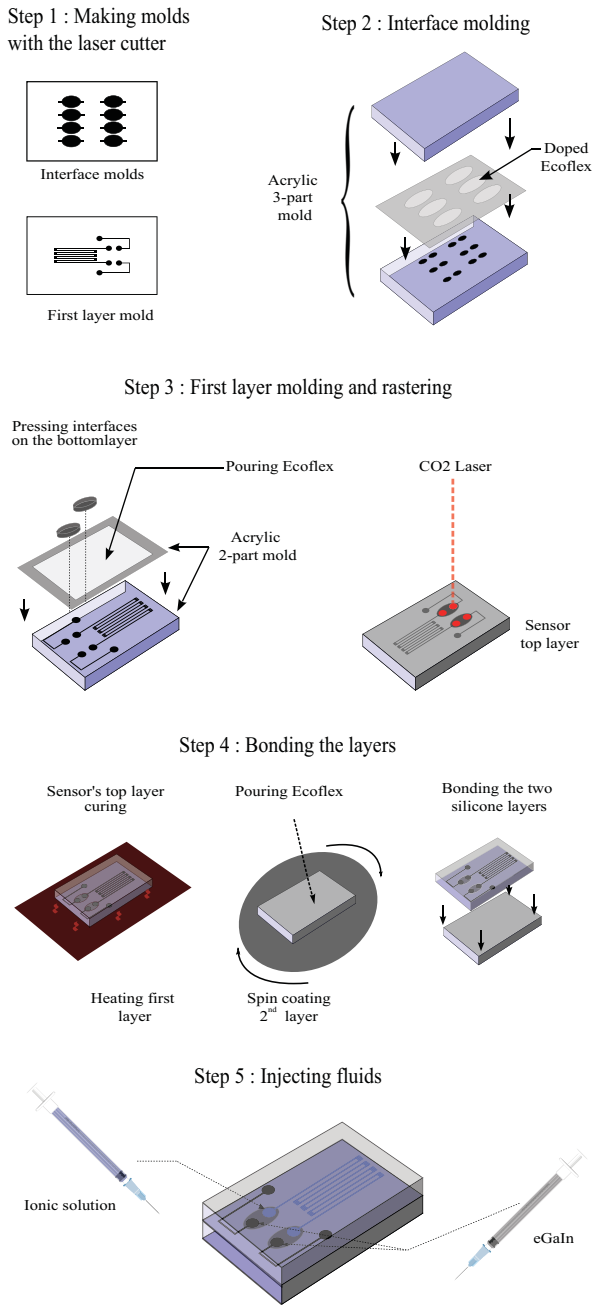 Step 1 : Making molds
with the laser cutter
Interface molds
First layer mold
Step 2 : Interface molding
Doped
Ecoflex
Acrylic
3-part
mold
Step 3 : First layer molding and rastering
Pressing interfaces
on the bottomlayer
Pouring Ecoflex
Acrylic
2-part mold
CO2 Laser
Sensor
top layer
Step 4 : Bonding the layers
Sensor's top layer
curing
Heating first
layer
Pouring Ecoflex
Spin coating
2nd layer
Bonding the two
silicone layers
Step 5 : Injecting fluids
Ionic solution
eGaIn